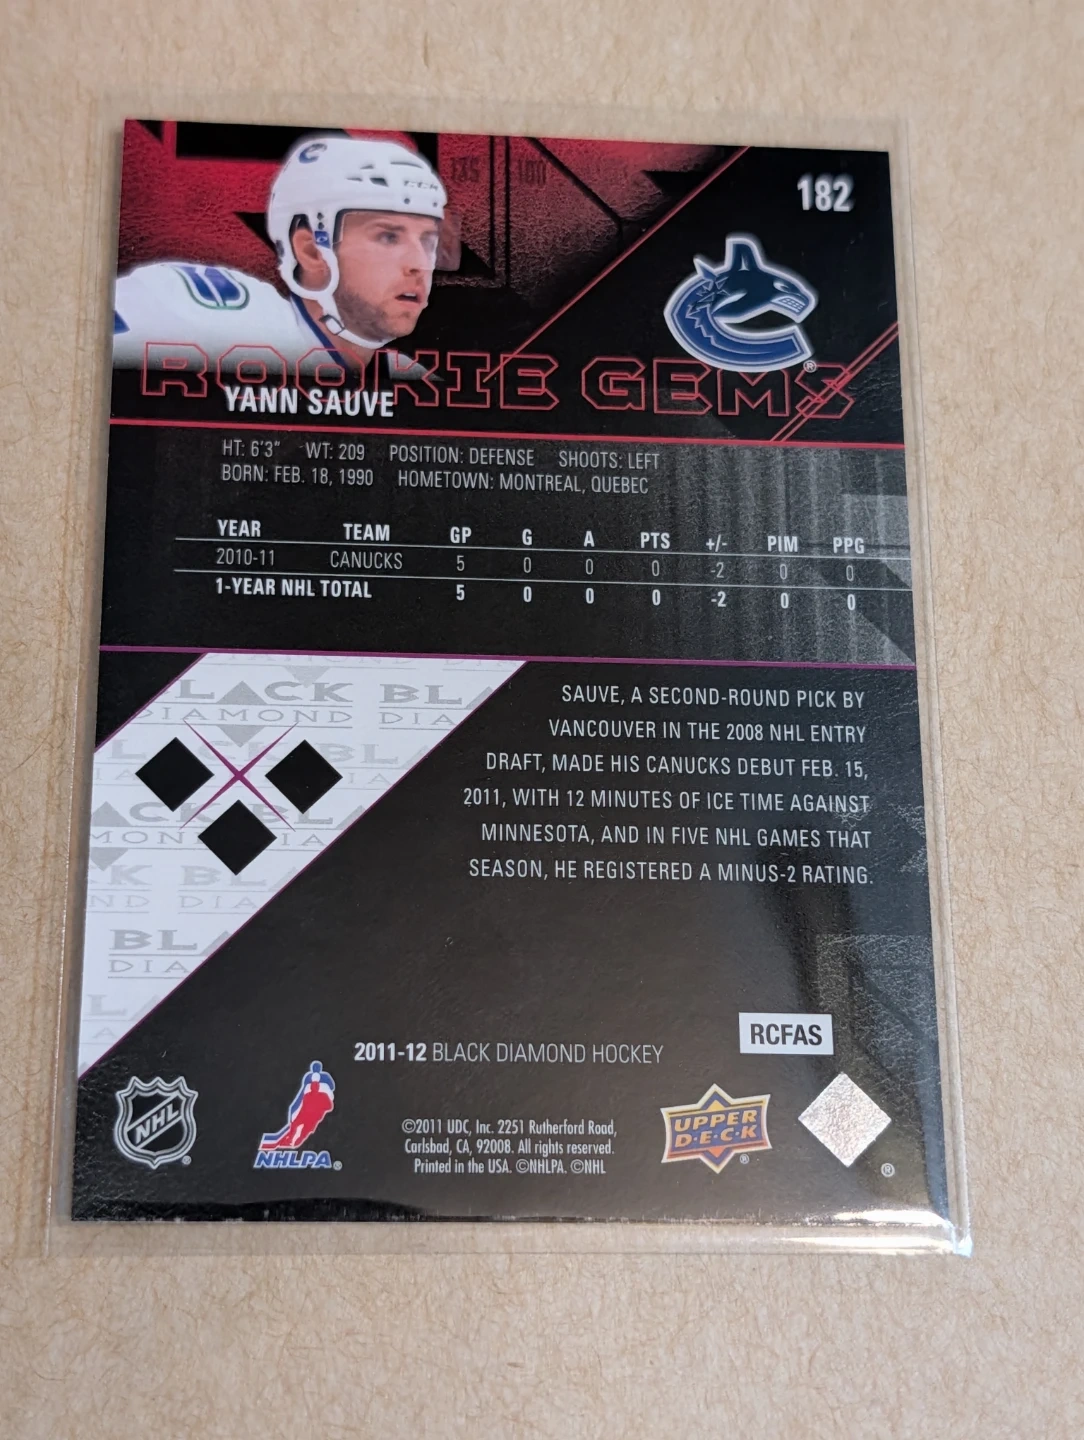 182
ROOKIE GEMS
YANN SAUVE
HT: 6'3" WT: 209 POSITION: DEFENSE SHOOTS: LEFT
BORN: FEB. 18, 1990 HOMETOWN: MONTREAL, QUEBEC
YEAR TEAM GP G A PTS +/- PIM PPG
2010-11 CANUCKS 5 0 0 0 -2 0 0
1-YEAR NHL TOTAL 5 0 0 0 -2 0 0
SAUVE, A SECOND-ROUND PICK BY
VANCOUVER IN THE 2008 NHL ENTRY
DRAFT, MADE HIS CANUCKS DEBUT FEB. 15,
2011, WITH 12 MINUTES OF ICE TIME AGAINST
MINNESOTA, AND IN FIVE NHL GAMES THAT
SEASON, HE REGISTERED A MINUS-2 RATING.
BLACK
DIAMOND
RCFAS
2011-12 BLACK DIAMOND HOCKEY
NHL
NHLPA
©2011 UDC, Inc. 2251 Rutherford Road,
Carlsbad, CA, 92008. All rights reserved.
Printed in the USA. ©NHLPA. ©NHL
UPPER
D·E·C·K